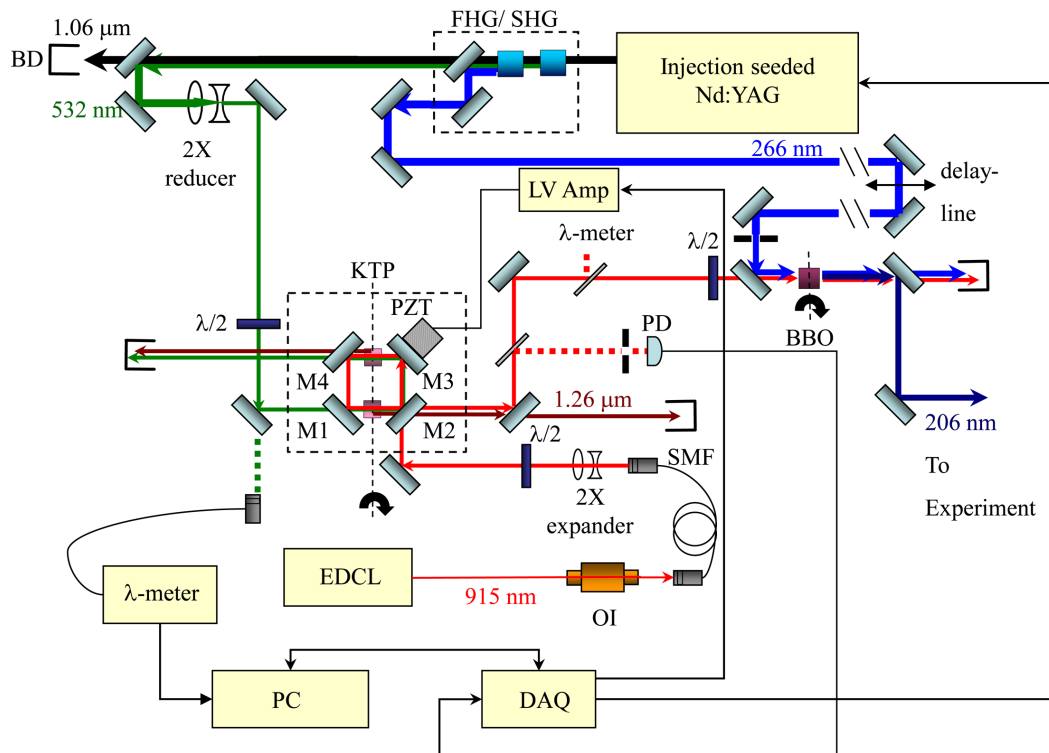 FHG/ SHG
1.06 μm
BD
Injection seeded
Nd:YAG
532 nm
2X
reducer
266 nm
delay-
line
LV Amp
λ-meter
λ/2
KTP
PZT
λ/2
PD
BBO
M4
M3
M1
M2
1.26 μm
206 nm
λ/2
SMF
2X
expander
To
Experiment
EDCL
915 nm
OI
λ-meter
PC
DAQ